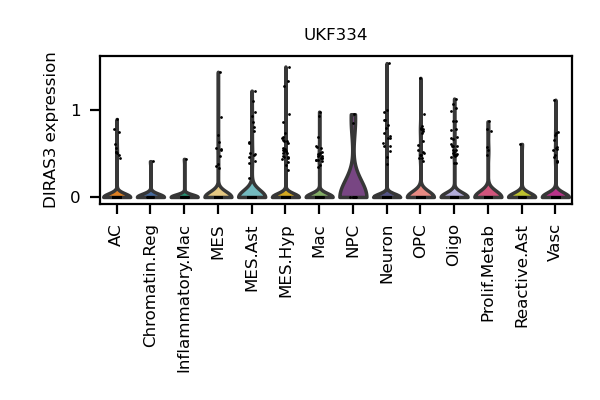 UKF334
DIRAS3 expression
1
0
AC
Chromatin.Reg
Inflammatory.Mac
MES
MES.Ast
MES.Hyp
Mac
NPC
Neuron
OPC
Oligo
Prolif.Metab
Reactive.Ast
Vasc